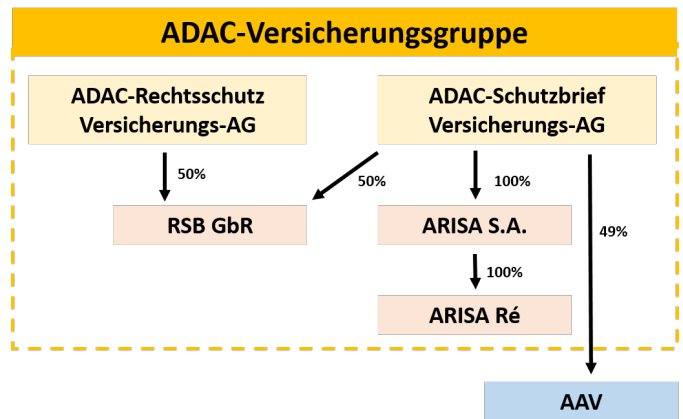 ADAC-Versicherungsgruppe
ADAC-Rechtsschutz
Versicherungs-AG
ADAC-Schutzbrief
Versicherungs-AG
50%
50%
100%
49%
RSB GbR
ARISA S.A.
100%
ARISA Ré
AAV